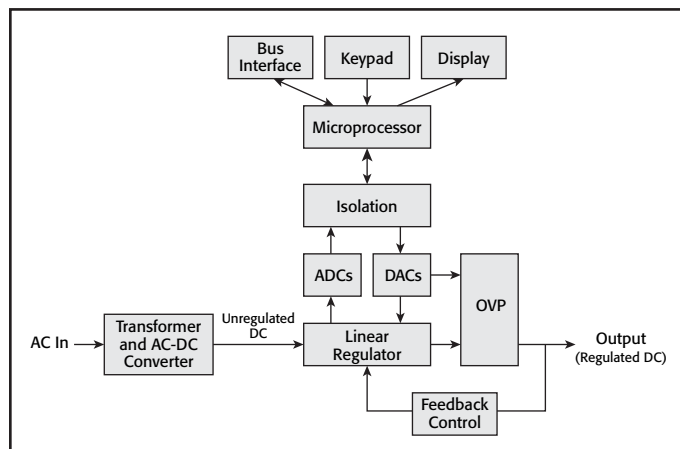 Bus
Interface
Keypad
Display
Microprocessor
Isolation
ADCs
DACs
OVP
AC In
Transformer
and AC-DC
Converter
Unregulated
DC
Linear
Regulator
Output
(Regulated DC)
Feedback
Control